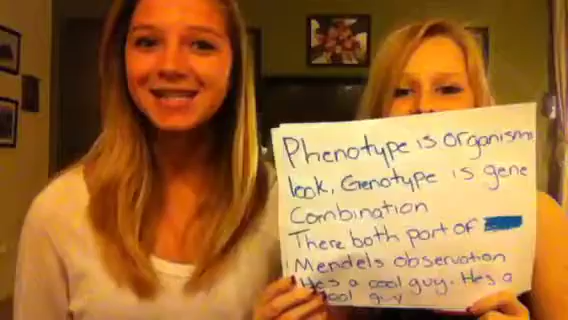 Phenotype is organisms
look, Genotype is gene
Combination
There both part of
Mendels observation
He's a cool guy. He's a
cool guy